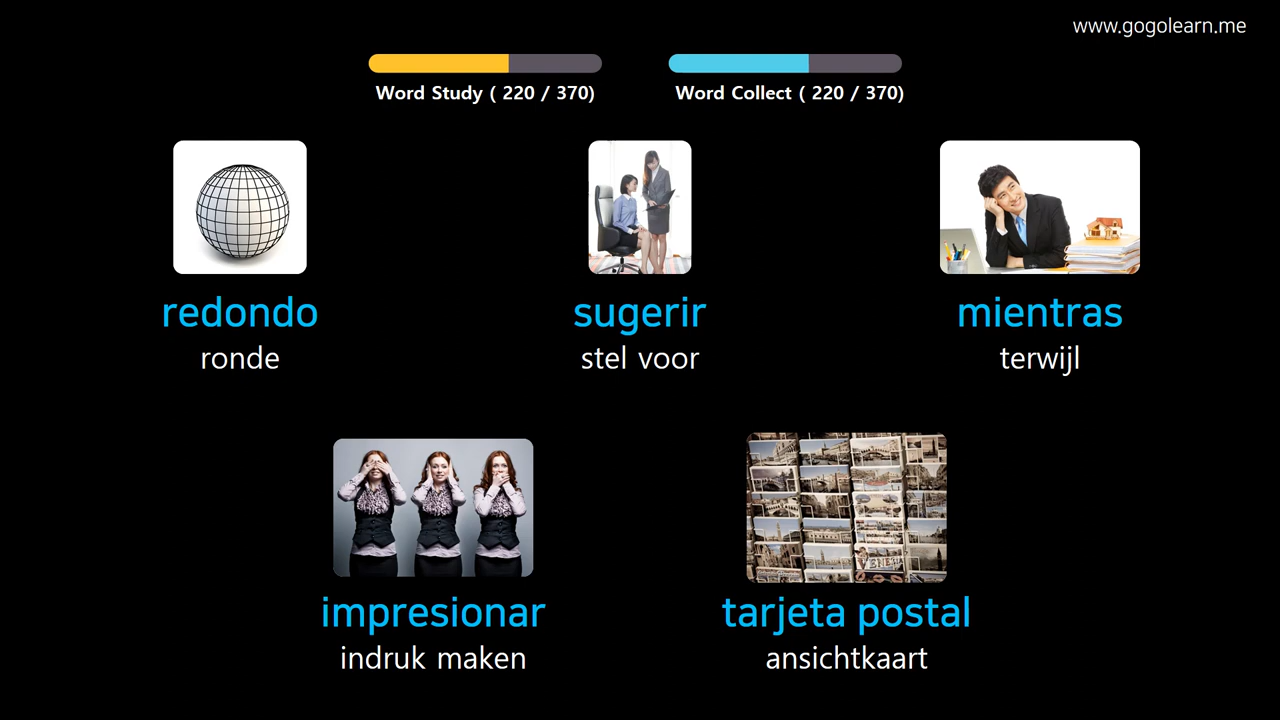 www.gogolearn.me
Word Study ( 220 / 370)
Word Collect ( 220 / 370)
redondo
ronde
sugerir
stel voor
mientras
terwijl
impresionar
indruk maken
tarjeta postal
ansichtkaart